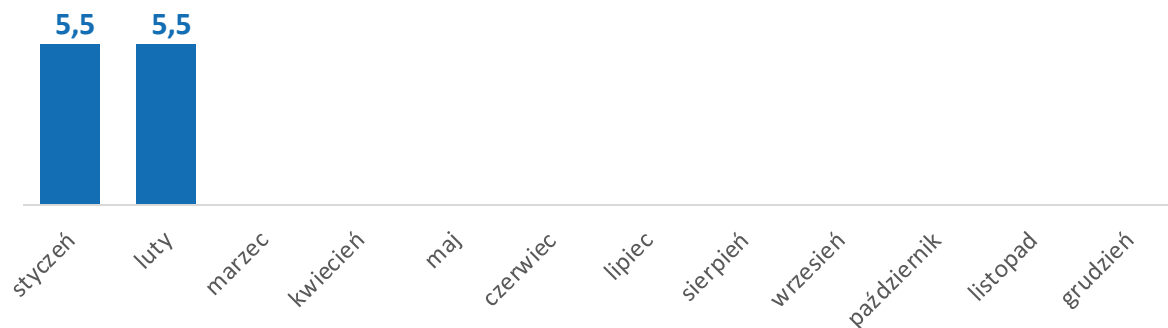 5,5 5,5
styczeń
luty
marzec
kwiecień
maj
czerwiec
lipiec
sierpień
wrzesień
październik
listopad
grudzień